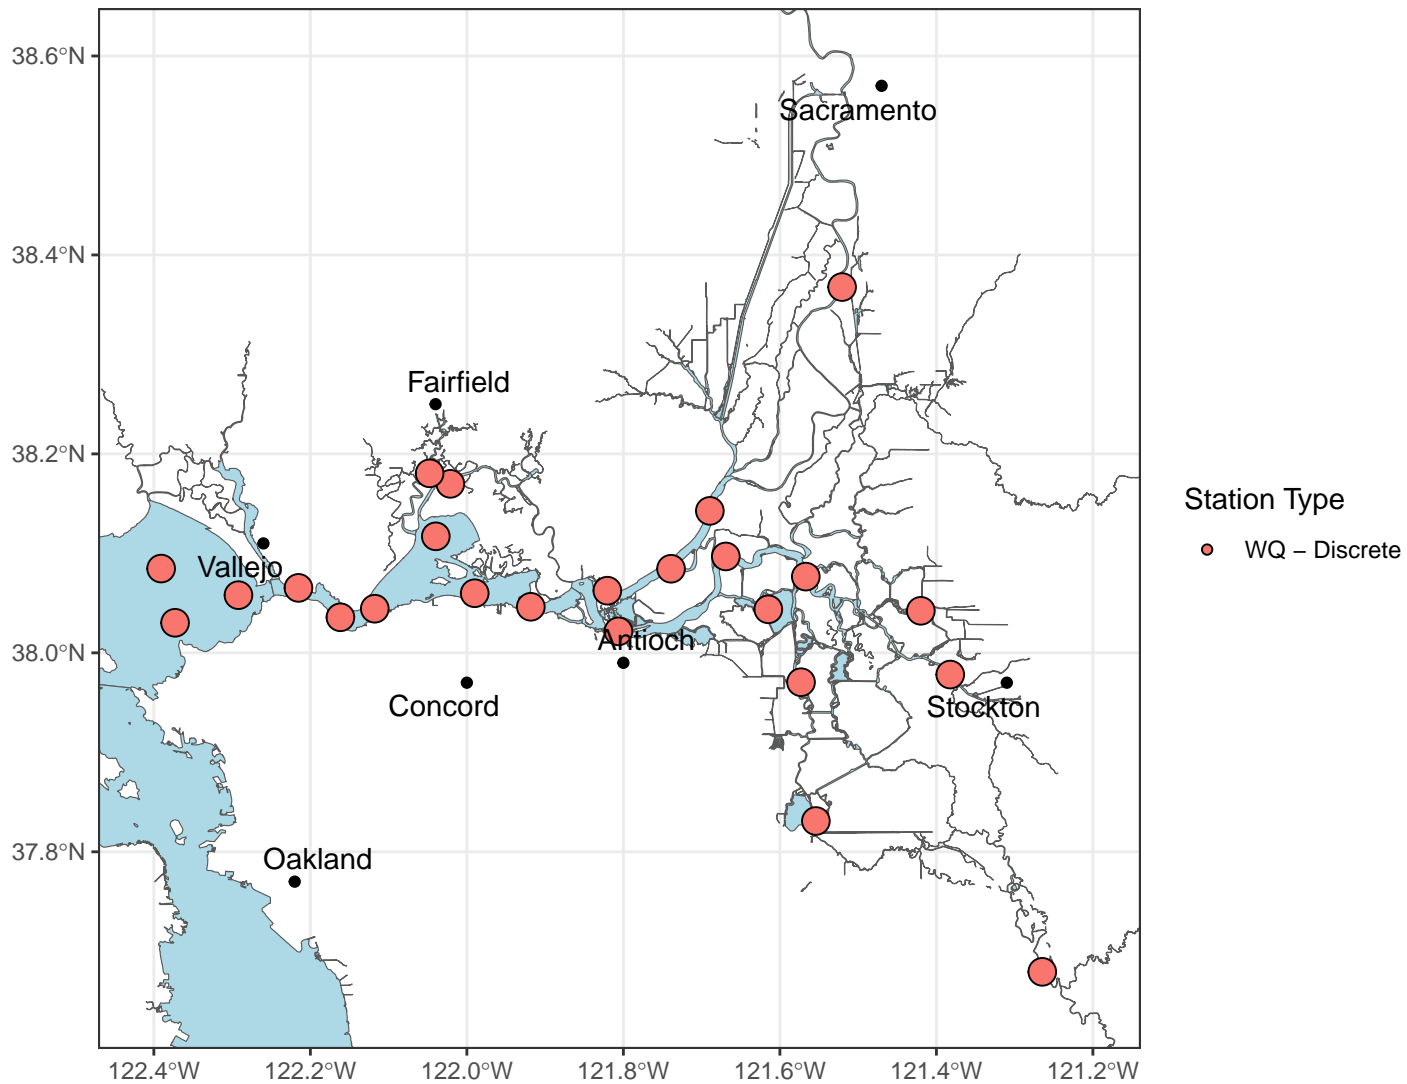 38.6°N
38.4°N
38.2°N
38.0°N
37.8°N
Sacramento
Fairfield
Vallejo
Antioch
Concord
Stockton
Oakland
122.4°W
122.2°W
122.0°W
121.8°W
121.6°W
121.4°W
121.2°W
Station Type
WQ − Discrete